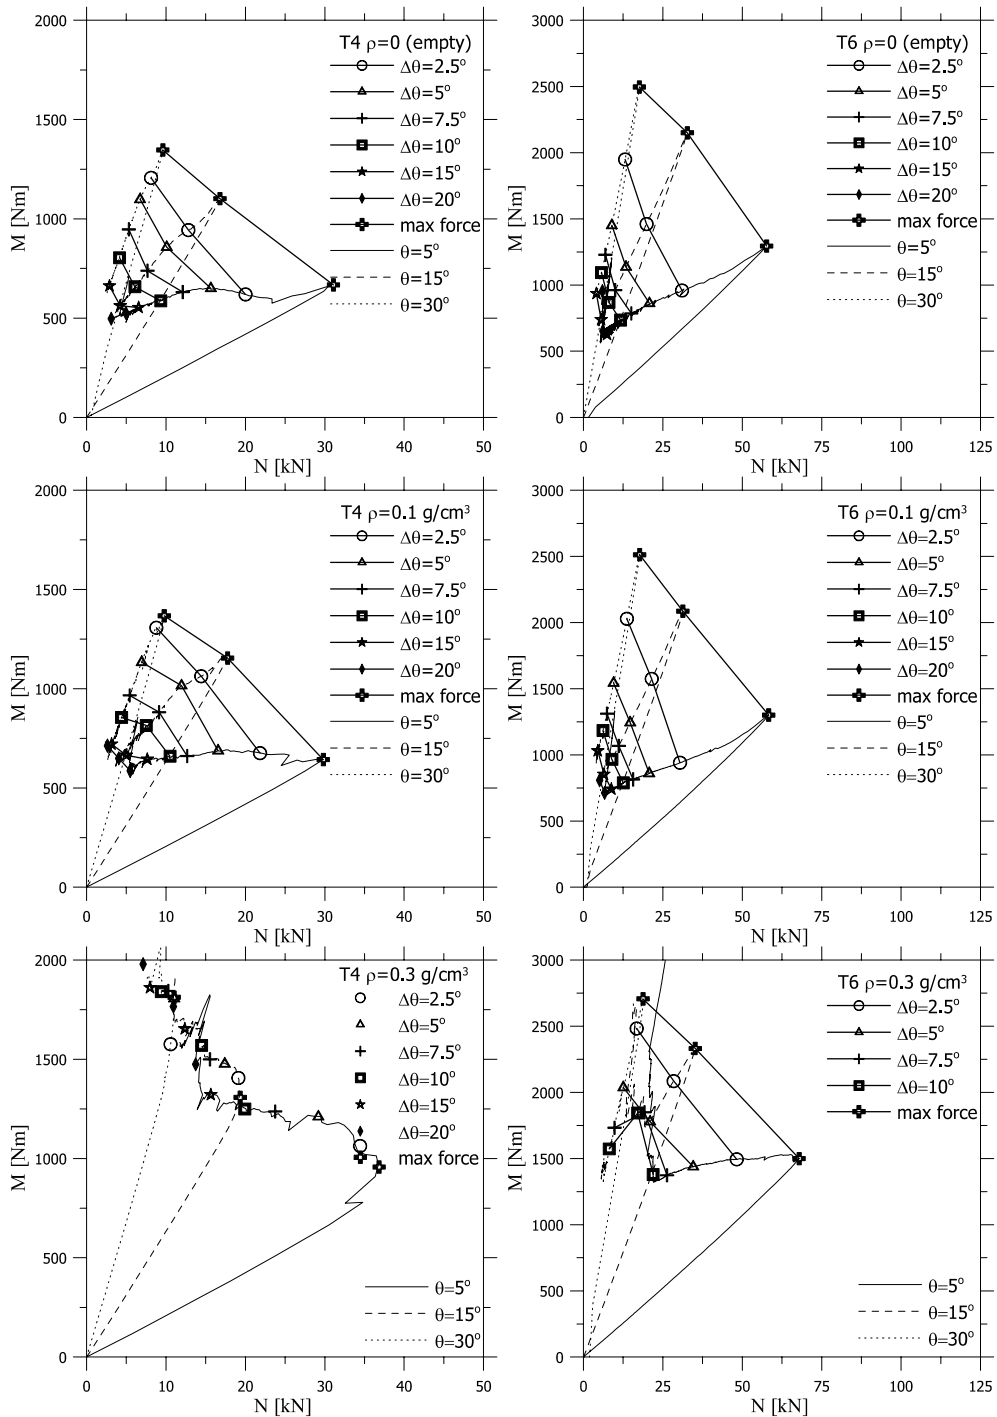 T4 ρ=0 (empty)
Δθ=2.5°
Δθ=5°
Δθ=7.5°
Δθ=10°
Δθ=15°
Δθ=20°
max force
θ=5°
θ=15°
θ=30°
2000
1500
1000
500
0
M [Nm]
0 10 20 30 40 50
N [kN]
T6 ρ=0 (empty)
Δθ=2.5°
Δθ=5°
Δθ=7.5°
Δθ=10°
Δθ=15°
Δθ=20°
max force
θ=5°
θ=15°
θ=30°
3000
2500
2000
1500
1000
500
0
M [Nm]
0 25 50 75 100 125
N [kN]
T4 ρ=0.1 g/cm³
Δθ=2.5°
Δθ=5°
Δθ=7.5°
Δθ=10°
Δθ=15°
Δθ=20°
max force
θ=5°
θ=15°
θ=30°
2000
1500
1000
500
0
M [Nm]
0 10 20 30 40 50
N [kN]
T6 ρ=0.1 g/cm³
Δθ=2.5°
Δθ=5°
Δθ=7.5°
Δθ=10°
Δθ=15°
Δθ=20°
max force
θ=5°
θ=15°
θ=30°
3000
2500
2000
1500
1000
500
0
M [Nm]
0 25 50 75 100 125
N [kN]
T4 ρ=0.3 g/cm³
Δθ=2.5°
Δθ=5°
Δθ=7.5°
Δθ=10°
Δθ=15°
Δθ=20°
max force
θ=5°
θ=15°
θ=30°
2000
1500
1000
500
0
M [Nm]
0 10 20 30 40 50
N [kN]
T6 ρ=0.3 g/cm³
Δθ=2.5°
Δθ=5°
Δθ=7.5°
Δθ=10°
max force
θ=5°
θ=15°
θ=30°
3000
2500
2000
1500
1000
500
0
M [Nm]
0 25 50 75 100 125
N [kN]